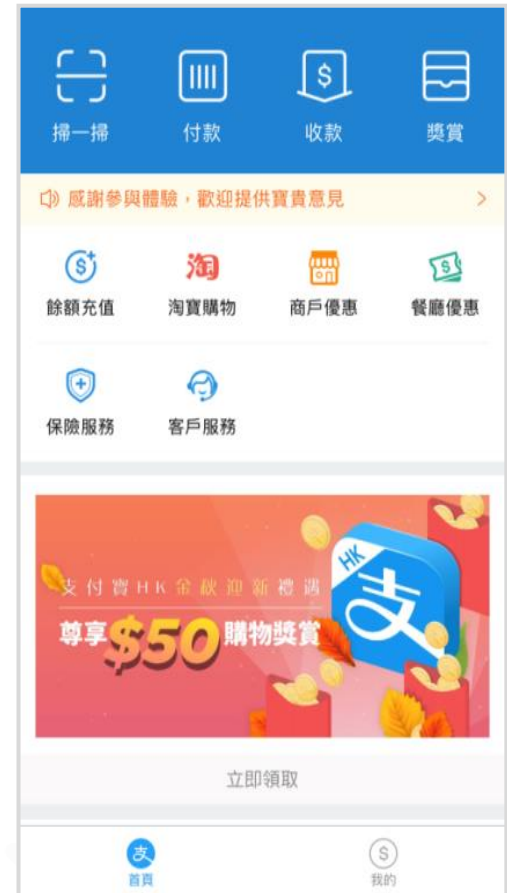 掃一掃 付款 收款 獎賞
感謝參與體驗，歡迎提供寶貴意見
餘額充值 淘 淘寶購物 商戶優惠 餐廳優惠
保險服務 客戶服務
支付寶HK金秋迎新禮遇
尊享$50購物獎賞
HK
支
立即領取
支 首頁 我的